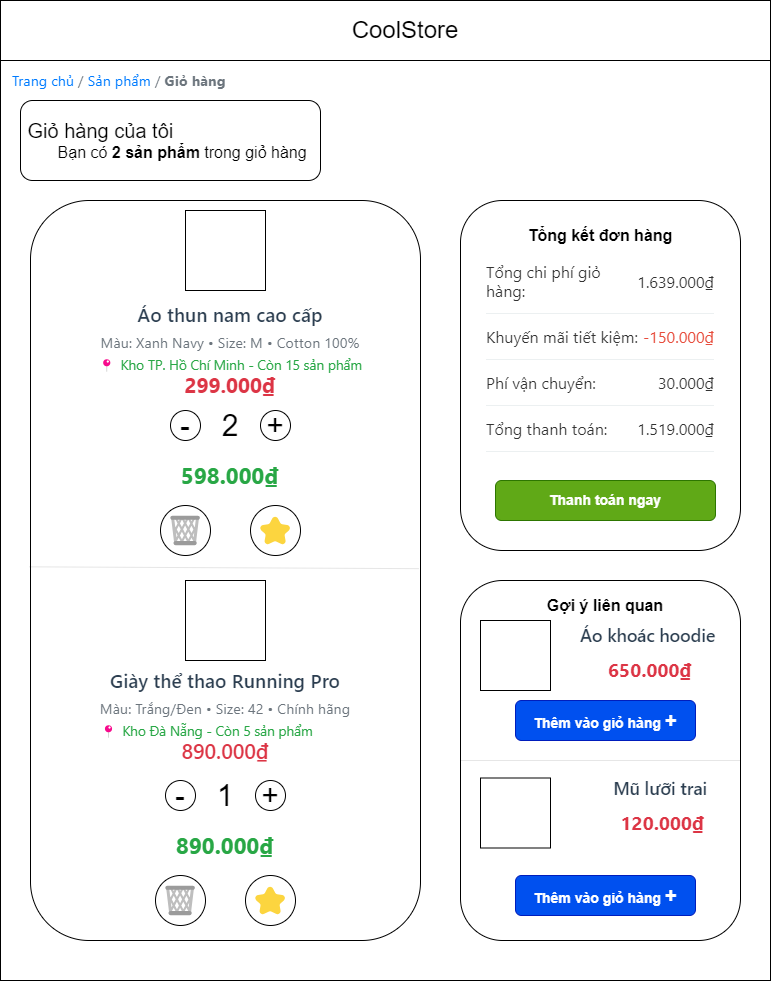 CoolStore
Trang chủ / Sản phẩm / Giỏ hàng
Giỏ hàng của tôi
Bạn có 2 sản phẩm trong giỏ hàng
Áo thun nam cao cấp
Màu: Xanh Navy • Size: M • Cotton 100%
Kho TP. Hồ Chí Minh - Còn 15 sản phẩm
299.000₫
- 2 +
598.000₫
Giày thể thao Running Pro
Màu: Trắng/Đen • Size: 42 • Chính hãng
Kho Đà Nẵng - Còn 5 sản phẩm
890.000₫
- 1 +
890.000₫
Tổng kết đơn hàng
Tổng chi phí giỏ
hàng: 1.639.000₫
Khuyến mãi tiết kiệm: -150.000₫
Phí vận chuyển: 30.000₫
Tổng thanh toán: 1.519.000₫
Thanh toán ngay
Gợi ý liên quan
Áo khoác hoodie
650.000₫
Thêm vào giỏ hàng +
Mũ lưỡi trai
120.000₫
Thêm vào giỏ hàng +